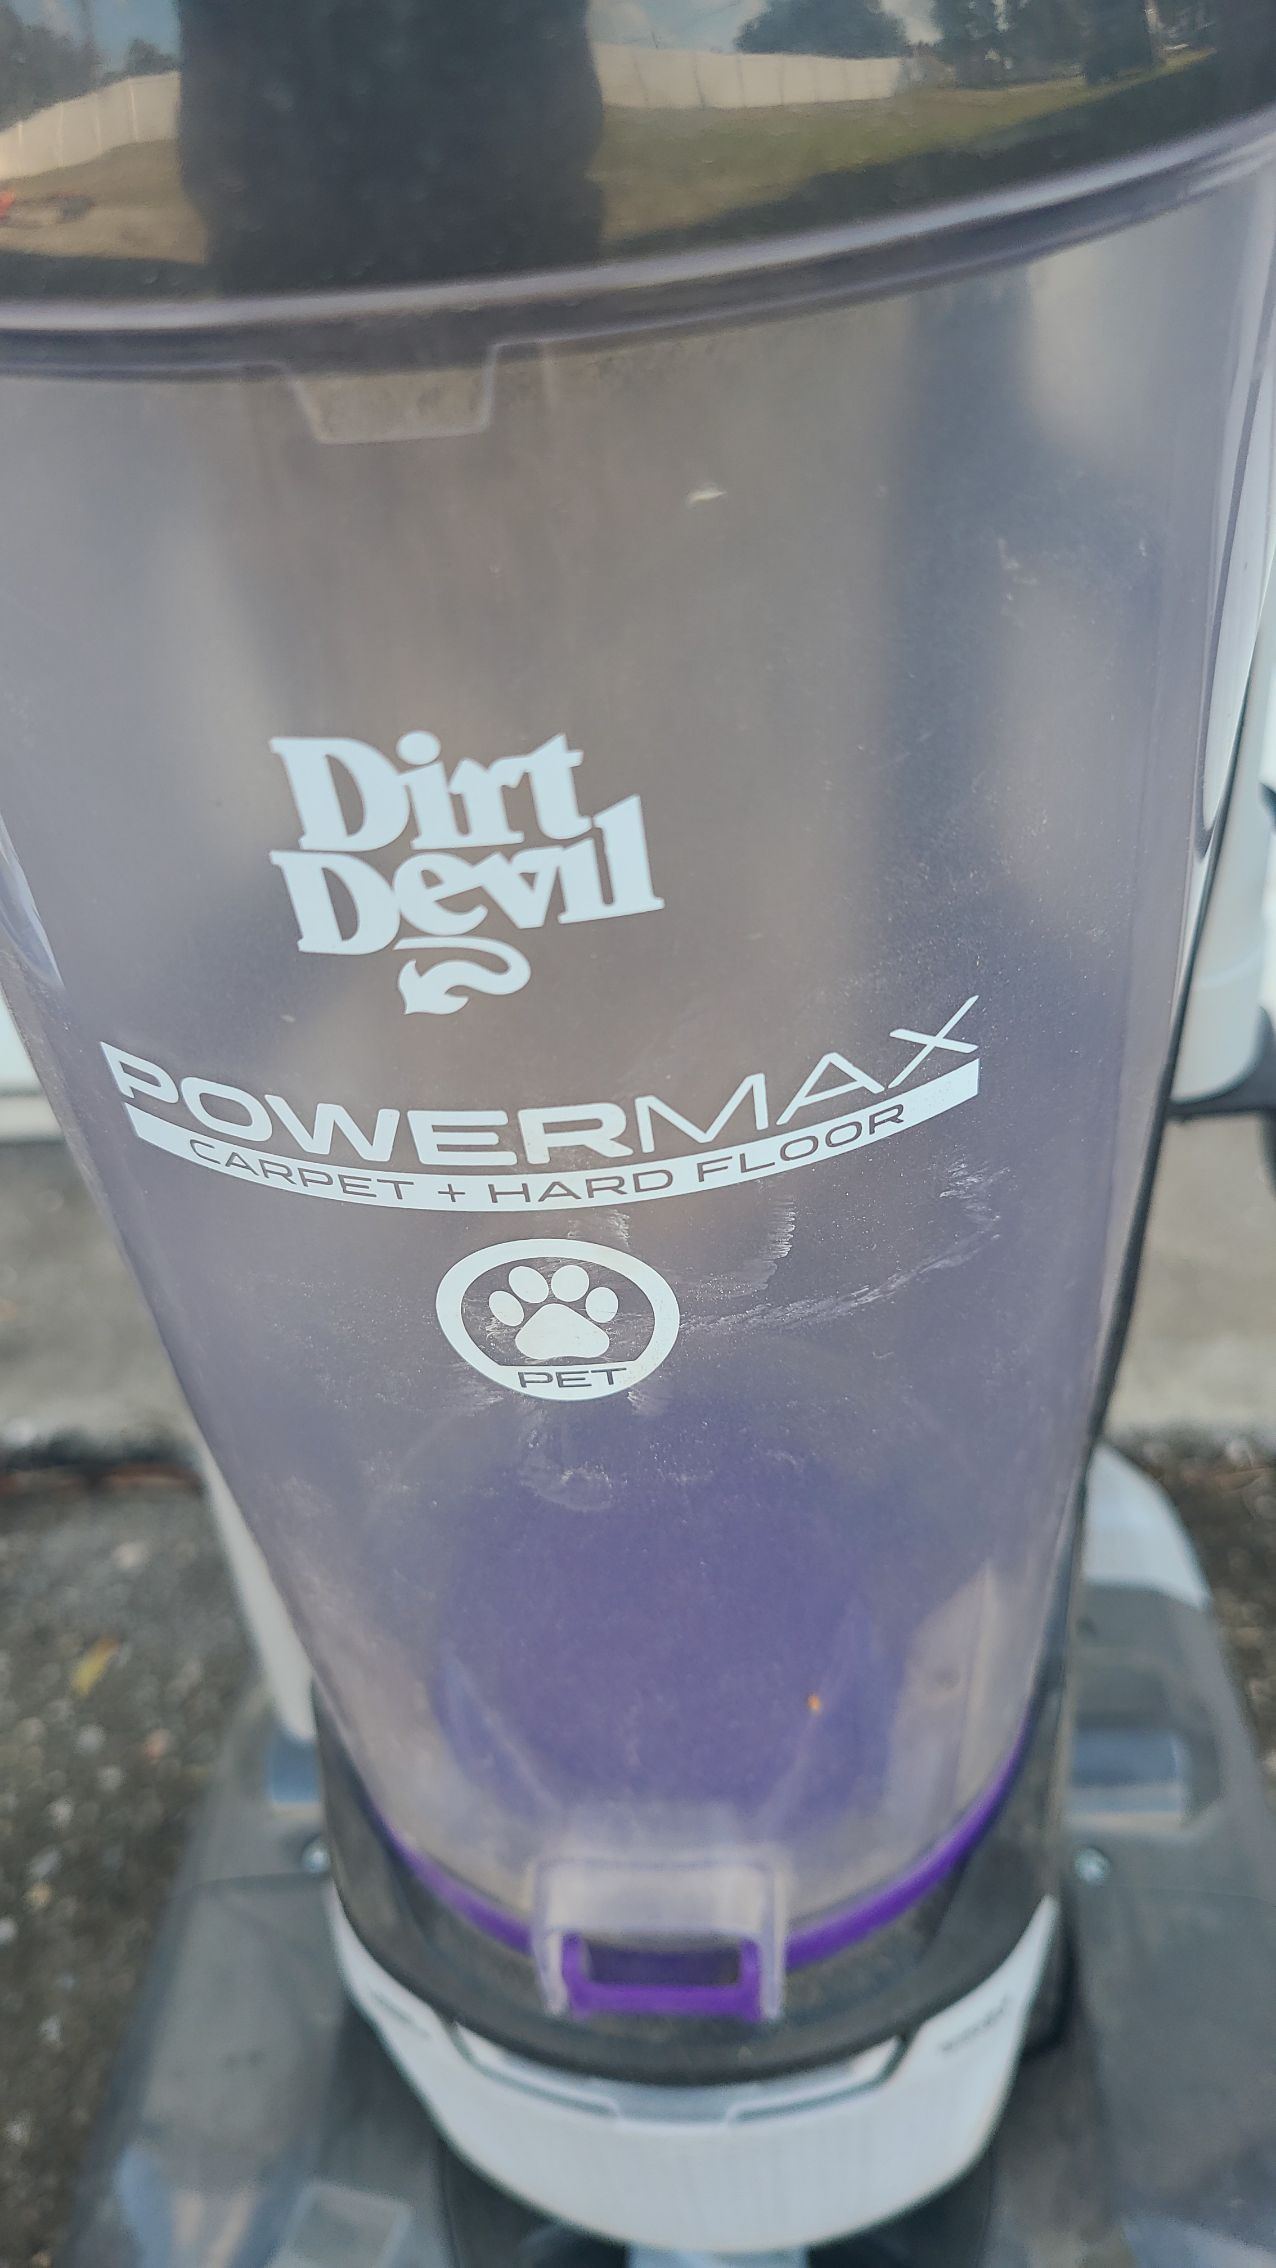 Dirt
Devil
POWERMAX
CARPET + HARD FLOOR
PET